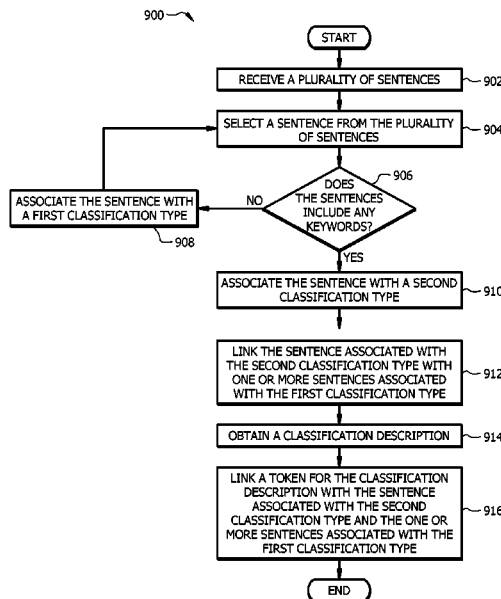 900
START
RECEIVE A PLURALITY OF SENTENCES
902
SELECT A SENTENCE FROM THE PLURALITY
OF SENTENCES
904
906
DOES
THE SENTENCES
INCLUDE ANY
KEYWORDS?
NO
ASSOCIATE THE SENTENCE WITH
A FIRST CLASSIFICATION TYPE
908
YES
ASSOCIATE THE SENTENCE WITH A SECOND
CLASSIFICATION TYPE
910
LINK THE SENTENCE ASSOCIATED WITH
THE SECOND CLASSIFICATION TYPE WITH
ONE OR MORE SENTENCES ASSOCIATED
WITH THE FIRST CLASSIFICATION TYPE
912
OBTAIN A CLASSIFICATION DESCRIPTION
914
LINK A TOKEN FOR THE CLASSIFICATION
DESCRIPTION WITH THE SENTENCE
ASSOCIATED WITH THE SECOND
CLASSIFICATION TYPE AND THE ONE OR
MORE SENTENCES ASSOCIATED WITH THE
FIRST CLASSIFICATION TYPE
916
END